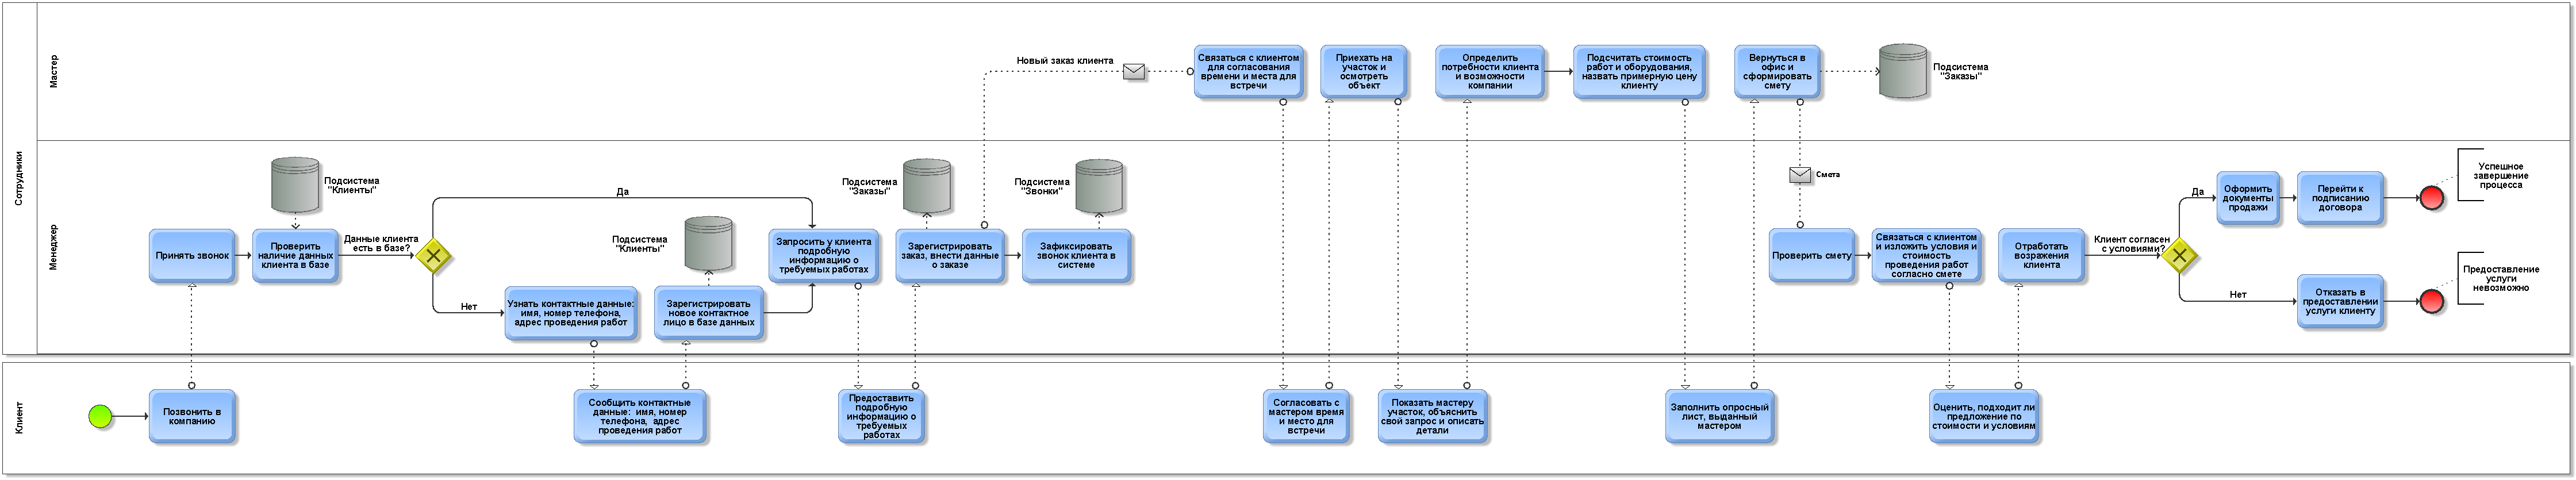 Сотрудники
Мастер
Новый заказ клиента
Связаться с клиентом
для согласования
времени и места для
встречи
Приехать на
участок и
осмотреть
объект
Определить
потребности клиента
и возможности
компании
Подсчитать стоимость
работ и оборудования,
назвать примерную цену
клиенту
Вернуться в
офис и
сформировать
смету
Подсистема
"Заказы"
Менеджер
Принять звонок
Проверить
наличие данных
клиента в базе
Подсистема
"Клиенты"
Данные клиента
есть в базе?
Да
Нет
Узнать контактные данные:
имя, номер телефона,
адрес проведения работ
Подсистема
"Клиенты"
Зарегистрировать
новое контактное
лицо в базе данных
Запросить у клиента
подробную
информацию о
требуемых работах
Подсистема
"Заказы"
Зарегистрировать
заказ, внести данные
о заказе
Подсистема
"Звонки"
Зафиксировать
звонок клиента в
системе
Смета
Проверить смету
Связаться с клиентом
и изложить условия и
стоимость
проведения работ
согласно смете
Отработать
возражения
клиента
Клиент согласен
с условиями?
Да
Оформить
документы
продажи
Перейти к
подписанию
договора
Успешное
завершение
процесса
Нет
Отказать в
предоставлении
услуги клиенту
Предоставление
услуги
невозможно
Клиент
Позвонить в
компанию
Сообщить контактные
данные: имя, номер
телефона, адрес
проведения работ
Предоставить
подробную
информацию о
требуемых
работах
Согласовать с
мастером время
и место для
встречи
Показать мастеру
участок, объяснить
свой запрос и описать
детали
Заполнить опросный
лист, выданный
мастером
Оценить, подходит ли
предложение по
стоимости и условиям